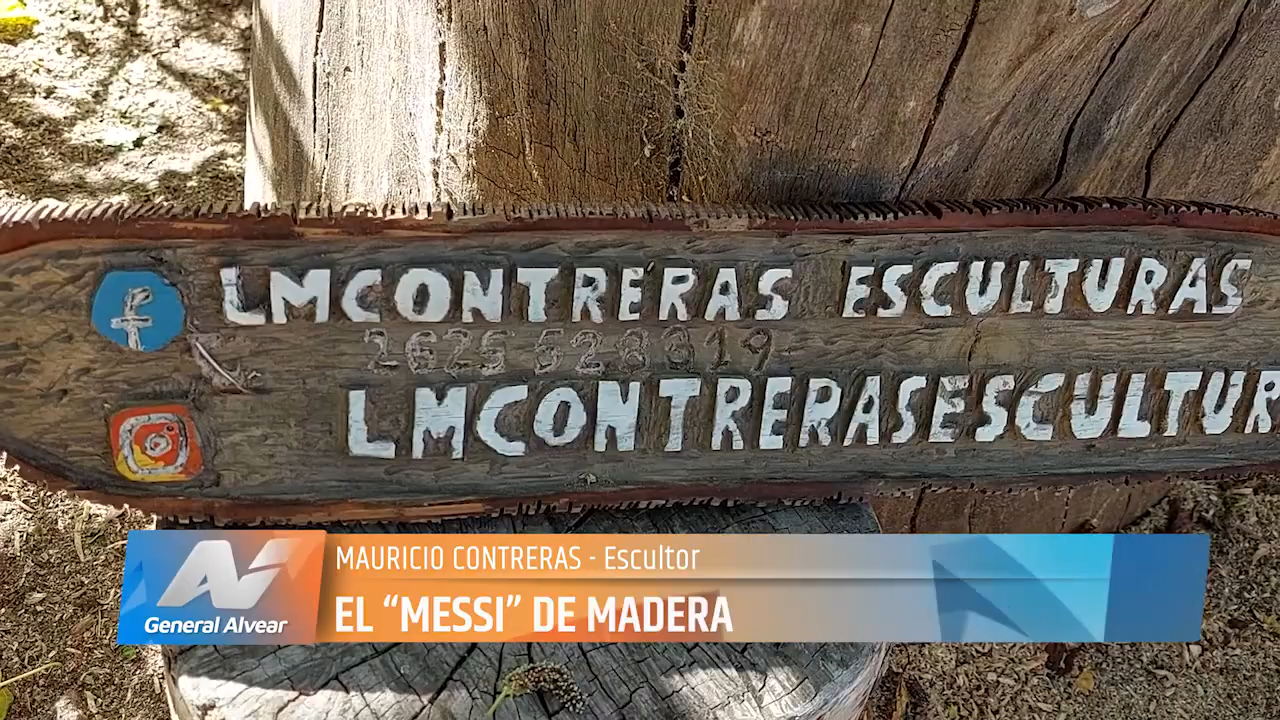 LMCONTRERAS ESCULTURAS
2625 628819
LMCONTRERASESCULTUR
MAURICIO CONTRERAS - Escultor
EL “MESSI” DE MADERA
General Alvear